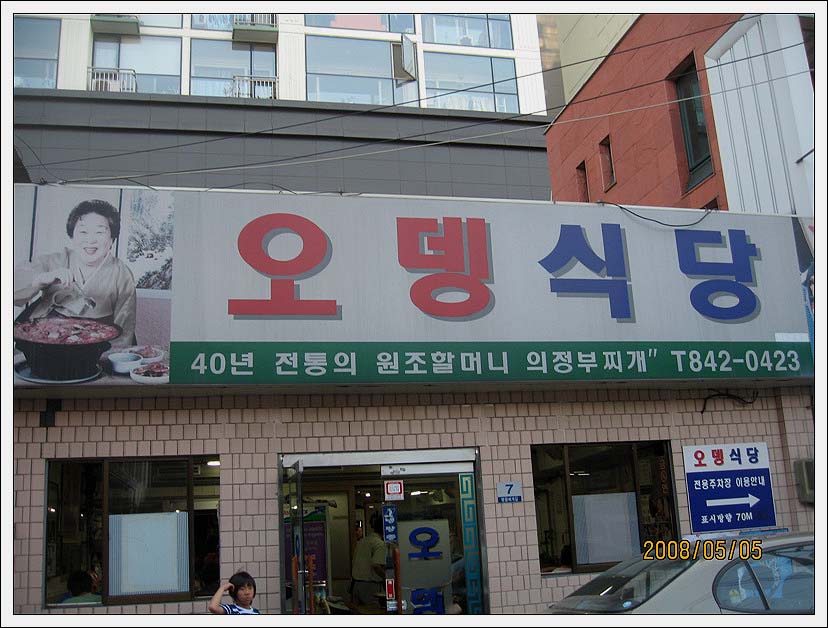 오뎅식당
40년 전통의 원조할머니 의정부찌개" T842-0423
오뎅식당
전용주차장 이용안내
표시방향 70M
7
오
2008/05/05